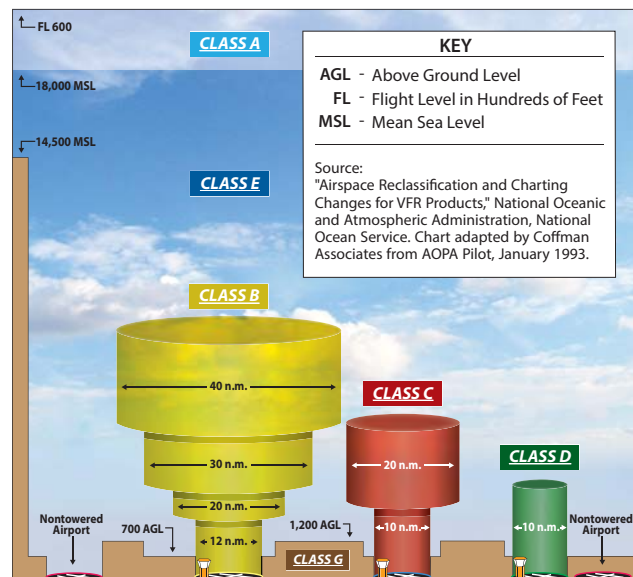 FL 600
CLASS A
18,000 MSL
14,500 MSL
KEY
AGL - Above Ground Level
FL - Flight Level in Hundreds of Feet
MSL - Mean Sea Level
Source:
"Airspace Reclassification and Charting
Changes for VFR Products," National Oceanic
and Atmospheric Administration, National
Ocean Service. Chart adapted by Coffman
Associates from AOPA Pilot, January 1993.
CLASS E
CLASS B
40 n.m.
CLASS C
30 n.m.
20 n.m.
CLASS D
20 n.m.
Nontowered
Airport
700 AGL
12 n.m.
1,200 AGL
CLASS G
10 n.m.
10 n.m.
Nontowered
Airport